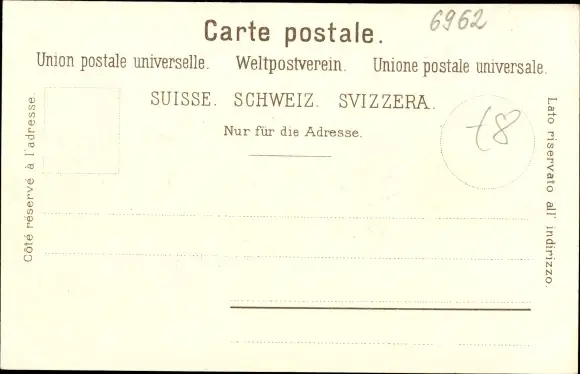 6962
Carte postale.
Union postale universelle. Weltpostverein. Unione postale universale.
SUISSE. SCHWEIZ. SVIZZERA.
Nur für die Adresse.
Côté réservé à l'adresse.
Lato riservato all' indirizzo.